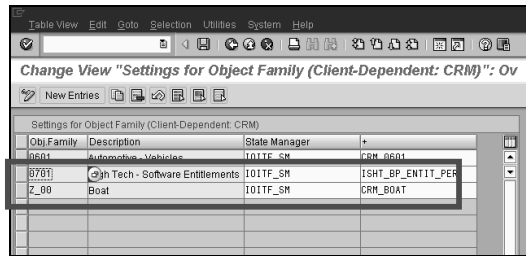 Table View Edit Goto Selection Utilities System Help
Change View "Settings for Object Family (Client-Dependent: CRM)": Ov
New Entries
Settings for Object Family (Client-Dependent: CRM)
Obj.Family Description State Manager +
0601 Automotive - Vehicles IOITF_SM CRM_0601
0701 gh Tech - Software Entitlements IOITF_SM ISHT_BP_ENTIT_PER
Z_00 Boat IOITF_SM CRM_BOAT